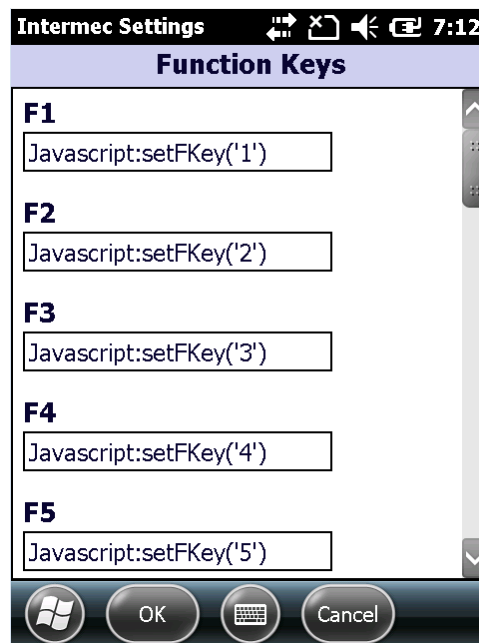 Intermec Settings 7:12
Function Keys
F1
Javascript:setFKey('1')
F2
Javascript:setFKey('2')
F3
Javascript:setFKey('3')
F4
Javascript:setFKey('4')
F5
Javascript:setFKey('5')
OK Cancel